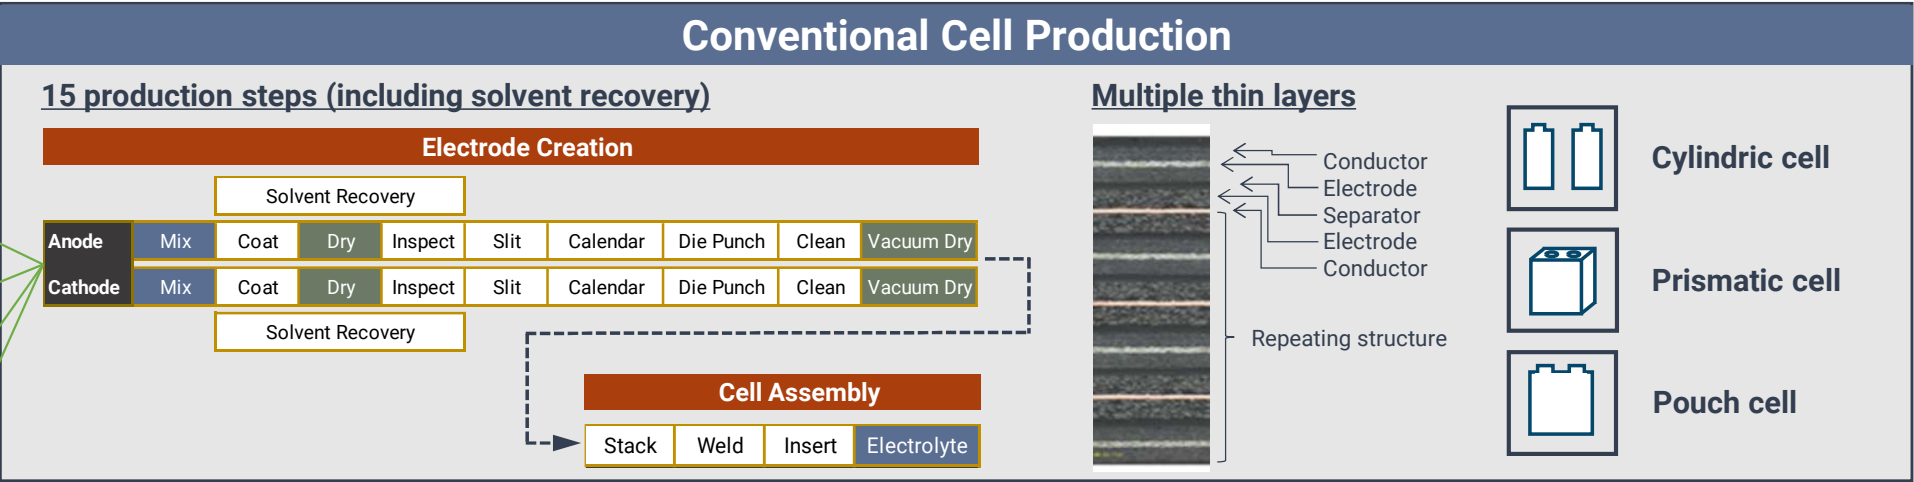 Conventional Cell Production
15 production steps (including solvent recovery)
Electrode Creation
Solvent Recovery
Anode Mix Coat Dry Inspect Slit Calendar Die Punch Clean Vacuum Dry
Cathode Mix Coat Dry Inspect Slit Calendar Die Punch Clean Vacuum Dry
Solvent Recovery
Cell Assembly
Stack Weld Insert Electrolyte
Multiple thin layers
Conductor
Electrode
Separator
Electrode
Conductor
Repeating structure
Cylindric cell
Prismatic cell
Pouch cell